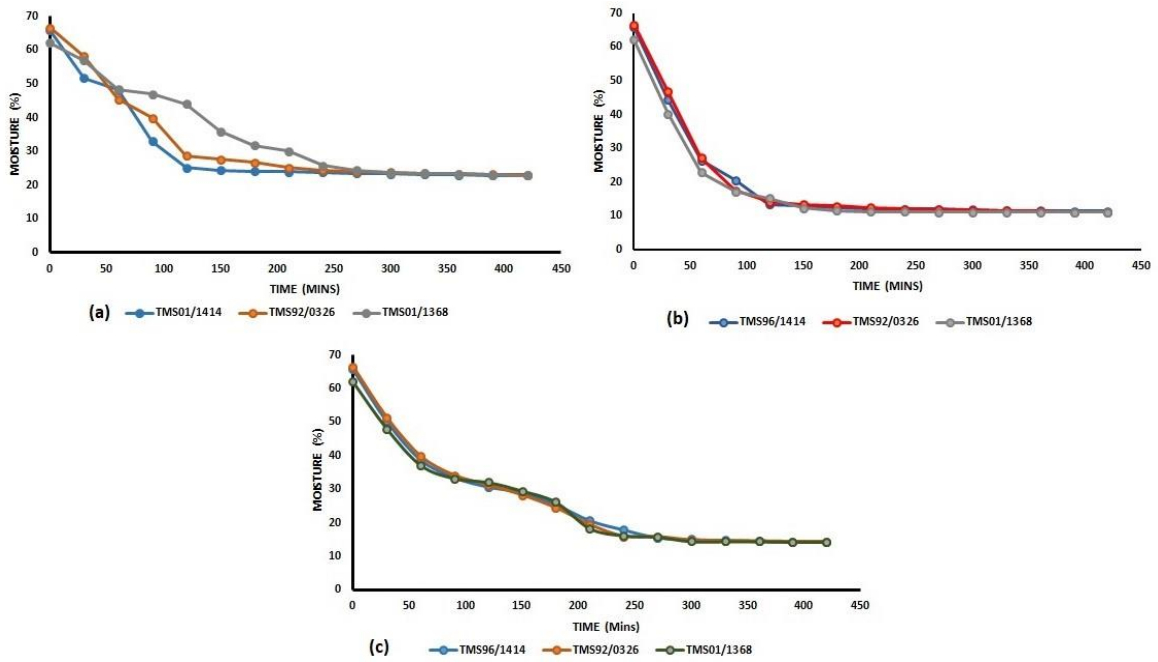 70
60
50
40
30
20
10
0
MOISTURE (%)
0 50 100 150 200 250 300 350 400 450
TIME (MINS)
(a) TMS01/1414 TMS92/0326 TMS01/1368
70
60
50
40
30
20
10
0
MOISTURE (%)
0 50 100 150 200 250 300 350 400 450
TIME (MINS)
(b) TMS96/1414 TMS92/0326 TMS01/1368
70
60
50
40
30
20
10
0
MOISTURE (%)
0 50 100 150 200 250 300 350 400 450
TIME (Mins)
(c) TMS96/1414 TMS92/0326 TMS01/1368